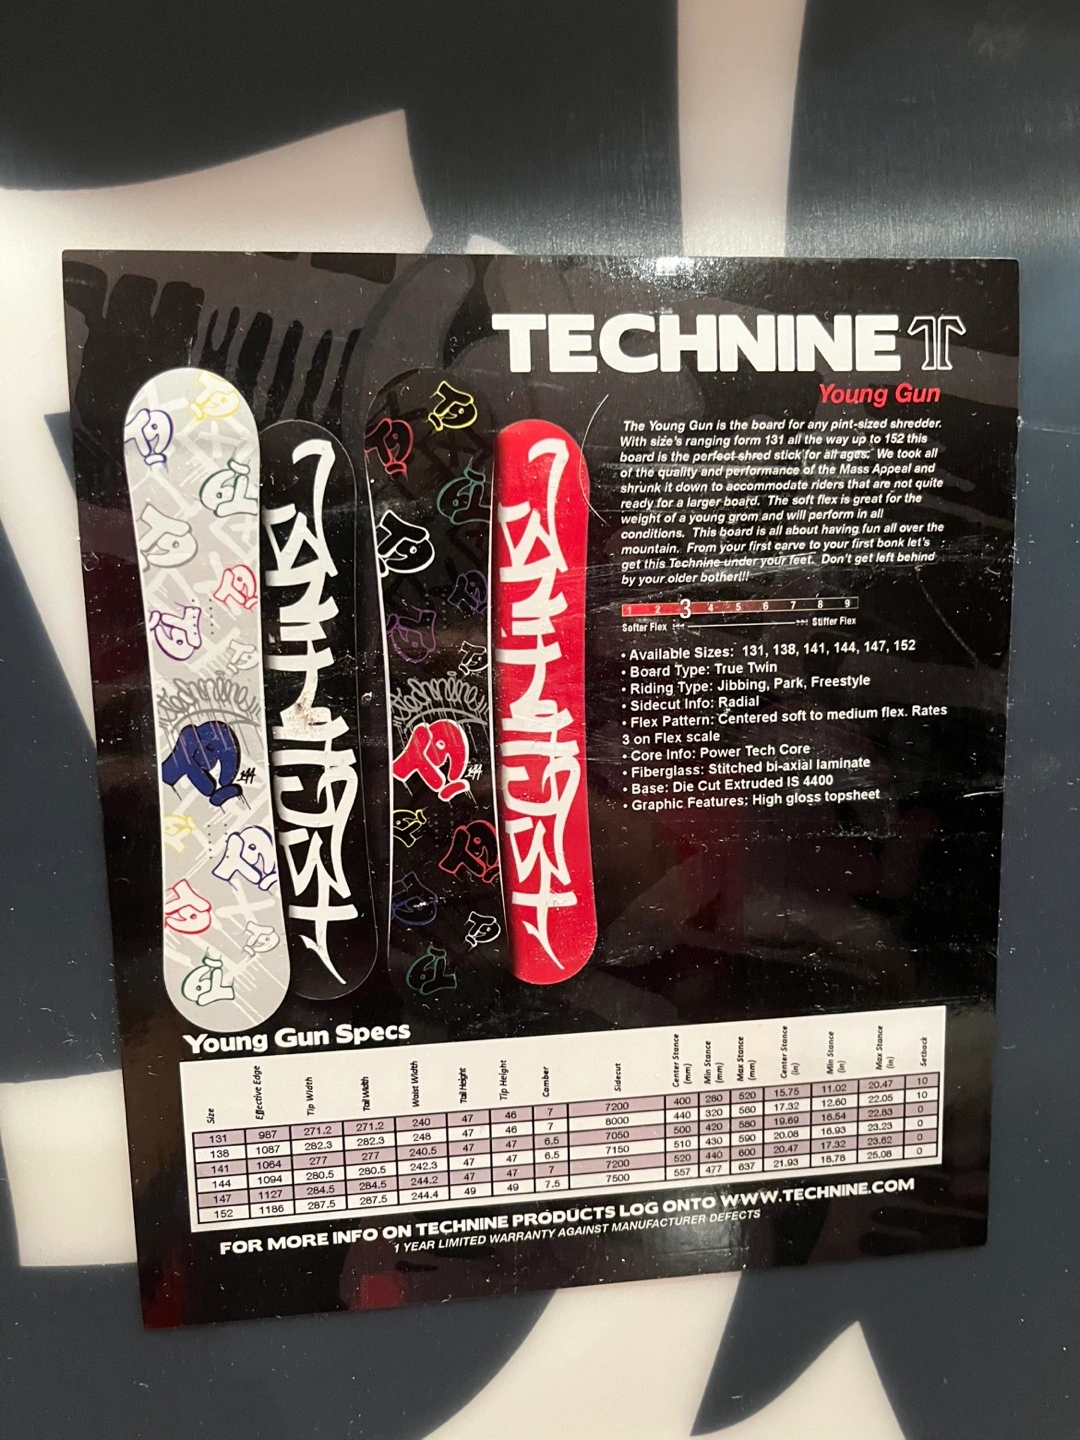 TECHNINE
Young Gun
The Young Gun is the board for any pint-sized shredder.
With size's ranging form 131 all the way up to 152 this
board is the perfect shred stick for all ages. We took all
of the quality and performance of the Mass Appeal and
shrunk it down to accommodate riders that are not quite
ready for a larger board. The soft flex is great for the
weight of a young grom and will perform in all
conditions. This board is all about having fun all over the
mountain. From your first carve to your first bonk let's
get this Technine under your feet. Don't get left behind
by your older bother!!!
1 2 3 4 5 6 7 8 9
Softer Flex Stiffer Flex
• Available Sizes: 131, 138, 141, 144, 147, 152
• Board Type: True Twin
• Riding Type: Jibbing, Park, Freestyle
• Sidecut Info: Radial
• Flex Pattern: Centered soft to medium flex. Rates
3 on Flex scale
• Core Info: Power Tech Core
• Fiberglass: Stitched bi-axial laminate
• Base: Die Cut Extruded IS 4400
• Graphic Features: High gloss topsheet
Young Gun Specs
Size Effective Edge Tip Width Tail Width Waist Width Tail Height Tip Height Camber Sidecut Center Stance (mm) Min Stance (mm) Max Stance (mm) Center Stance (in) Min Stance (in) Max Stance (in) Setback
131 987 271.2 271.2 240 47 46 7 7200 400 280 520 15.75 11.02 20.47 10
138 1087 282.3 282.3 248 47 46 7 8000 440 320 560 17.32 12.60 22.05 10
141 1064 277 277 240.5 47 47 6.5 7050 500 420 580 19.69 16.54 22.83 0
144 1094 280.5 280.5 242.3 47 47 6.5 7150 510 430 590 20.08 16.93 23.23 0
147 1127 284.5 284.5 244.2 47 47 7 7200 520 440 600 20.47 17.32 23.62 0
152 1186 287.5 287.5 244.4 49 49 7.5 7500 557 477 637 21.93 18.78 25.08 0
FOR MORE INFO ON TECHNINE PRODUCTS LOG ONTO WWW.TECHNINE.COM
1 YEAR LIMITED WARRANTY AGAINST MANUFACTURER DEFECTS